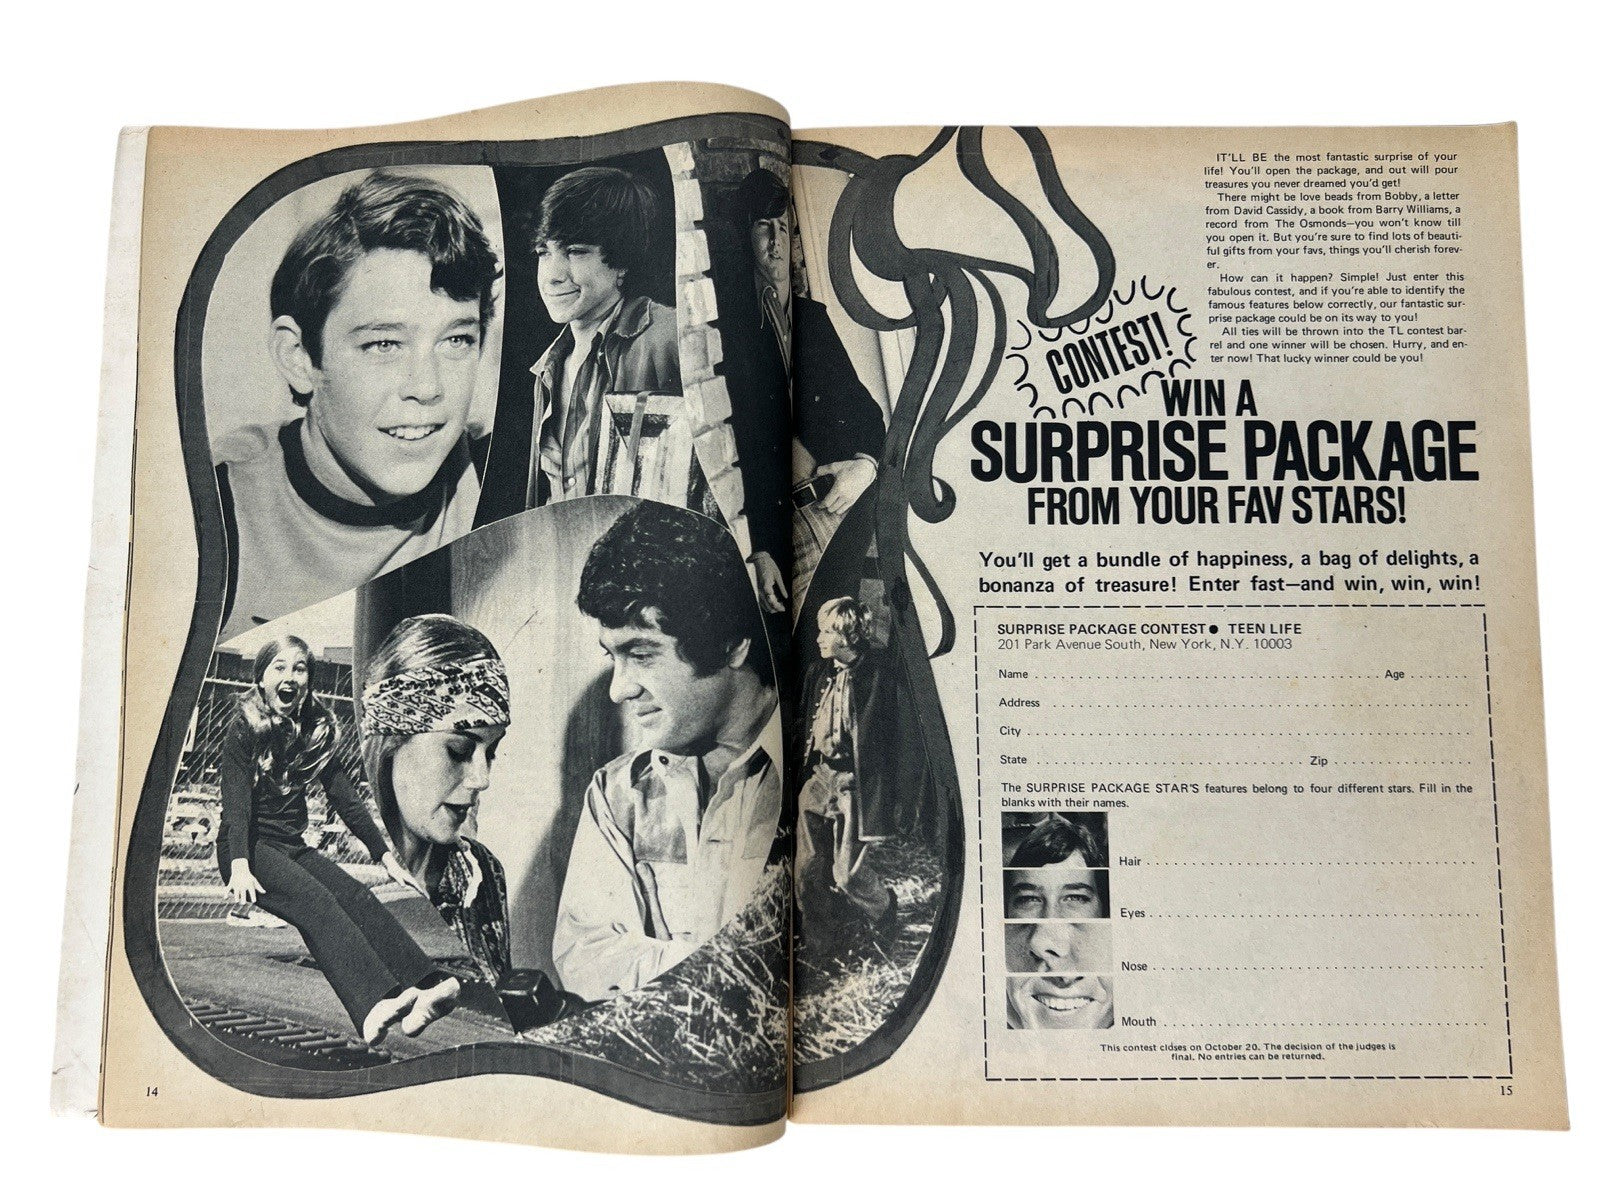 IT'LL BE the most fantastic surprise of your
life! You'll open the package, and out will pour
treasures you never dreamed you'd get!
There might be love beads from Bobby, a letter
from David Cassidy, a book from Barry Williams, a
record from The Osmonds—you won't know till
you open it. But you're sure to find lots of beauti-
ful gifts from your favs, things you'll cherish forev-
er.
How can it happen? Simple! Just enter this
fabulous contest, and if you're able to identify the
famous features below correctly, our fantastic sur-
prise package could be on its way to you!
All ties will be thrown into the TL contest bar-
rel and one winner will be chosen. Hurry, and en-
ter now! That lucky winner could be you!
CONTEST!
WIN A
SURPRISE PACKAGE
FROM YOUR FAV STARS!
You'll get a bundle of happiness, a bag of delights, a
bonanza of treasure! Enter fast—and win, win, win!
SURPRISE PACKAGE CONTEST● TEEN LIFE
201 Park Avenue South, New York, N.Y. 10003
Name Age
Address
City
State Zip
The SURPRISE PACKAGE STAR'S features belong to four different stars. Fill in the
blanks with their names.
Hair
Eyes
Nose
Mouth
This contest closes on October 20. The decision of the judges is
final. No entries can be returned.
14
15